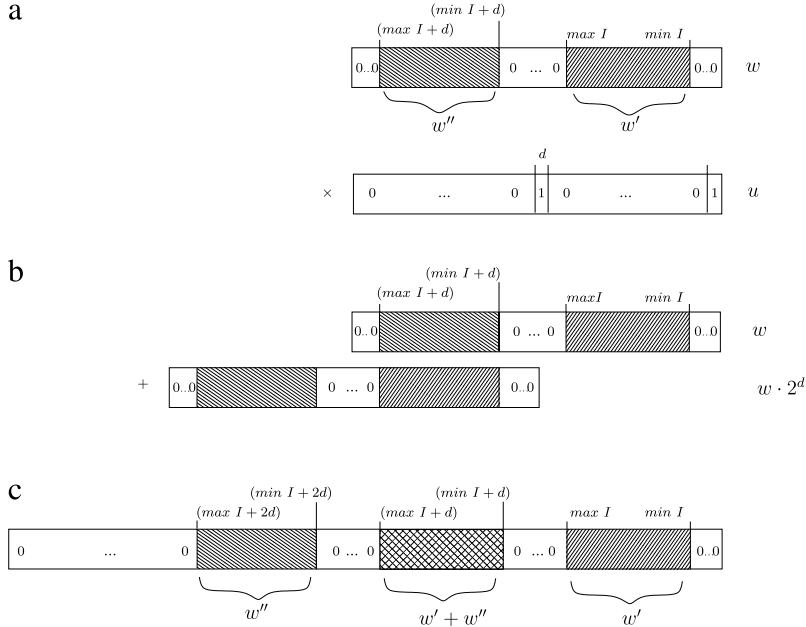 a
(min I + d)
(max I + d) max I min I
0...0 0 ... 0 0...0 w
w′′ w′
d
× 0 ... 0 1 0 ... 0 1 u
b
(min I + d)
(max I + d) maxI min I
0.. 0 0 ... 0 0...0 w
+ 0...0 0 ... 0 0...0 w · 2^d
c
(min I + 2d) (min I + d)
(max I + 2d) (max I + d) max I min I
0 ... 0 0 ... 0 0 ... 0 0...0
w′′ w′ + w′′ w′